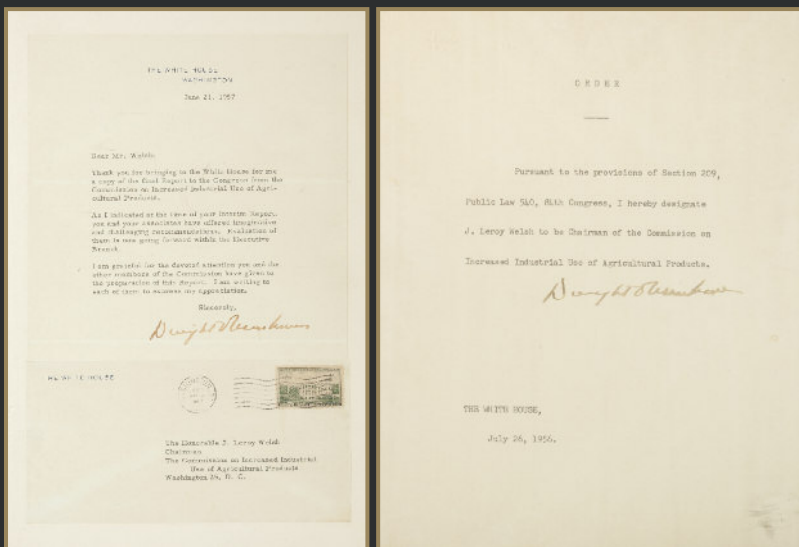 THE WHITE HOUSE
WASHINGTON
June 21, 1957
Dear Mr. Welsh:
Thank you for bringing to the White House for me
a copy of the final Report to the Congress from the
Commission on Increased Industrial Use of Agri-
cultural Products.
As I indicated at the time of your Interim Report,
you and your associates have offered imaginative
and challenging recommendations. Evaluation of
them is now going forward within the Executive
Branch.
I am grateful for the devoted attention you and the
other members of the Commission have given to
the preparation of this Report. I am writing to
each of them to express my appreciation.
Sincerely,
Dwight D Eisenhower
THE WHITE HOUSE
The Honorable J. Leroy Welsh
Chairman
The Commission on Increased Industrial
Use of Agricultural Products
Washington 25, D. C.
ORDER
Pursuant to the provisions of Section 209,
Public Law 540, 84th Congress, I hereby designate
J. Leroy Welsh to be Chairman of the Commission on
Increased Industrial Use of Agricultural Products.
Dwight D Eisenhower
THE WHITE HOUSE,
July 26, 1956.